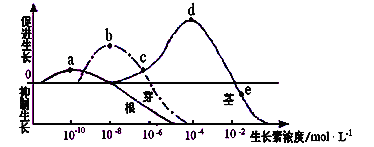 促进生长
0
抑制生长
a
b
c
d
e
根
芽
茎
10⁻¹⁰
10⁻⁸
10⁻⁶
10⁻⁴
10⁻²
生长素浓度/mol·L⁻¹